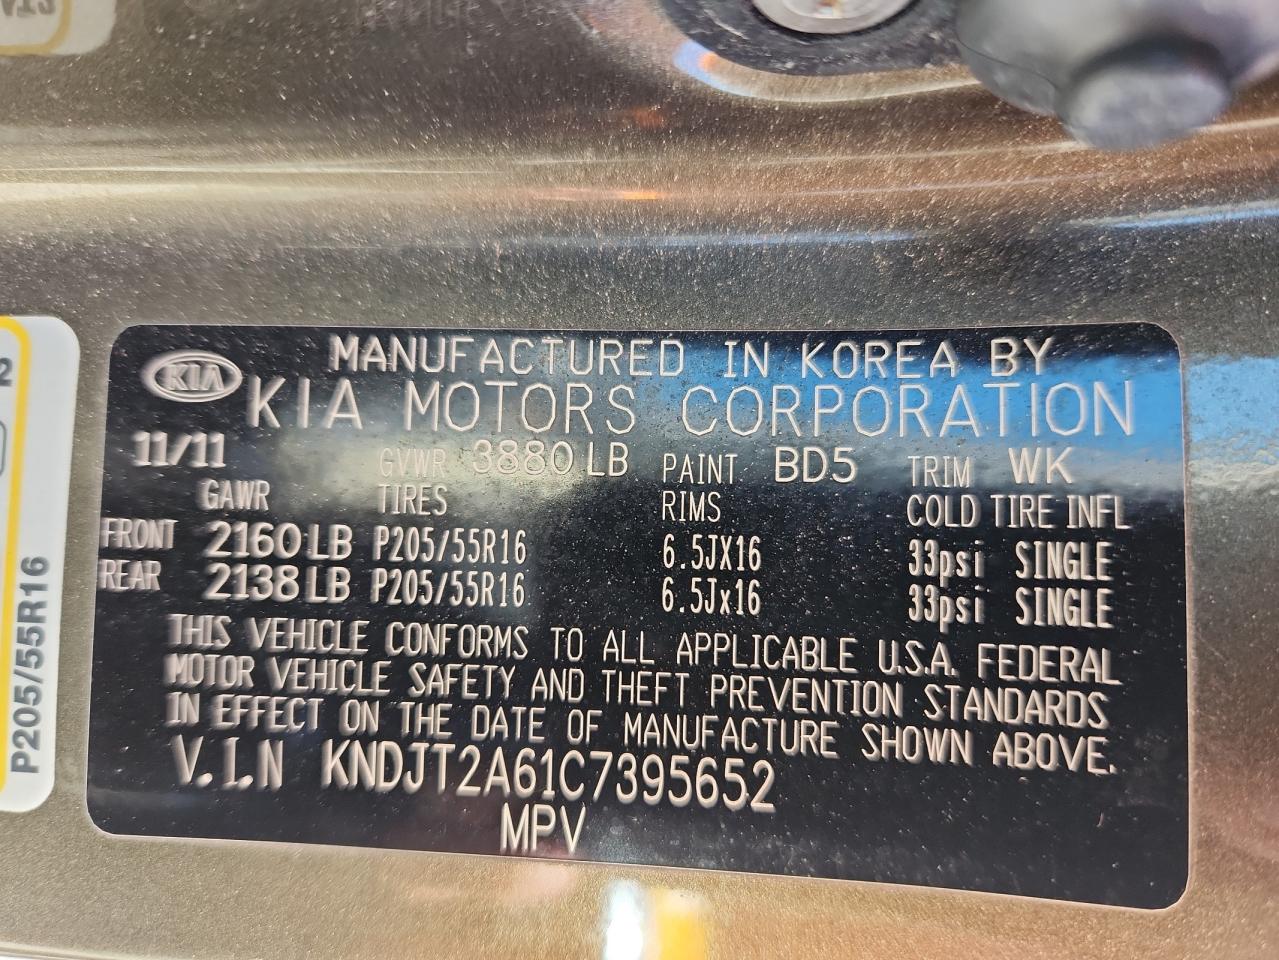 MANUFACTURED IN KOREA BY
KIA
KIA MOTORS CORPORATION
11/11 GVWR 3880 LB PAINT BD5 TRIM WK
GAWR TIRES RIMS COLD TIRE INFL
FRONT 2160 LB P205/55R16 6.5JX16 33psi SINGLE
REAR 2138 LB P205/55R16 6.5Jx16 33psi SINGLE
THIS VEHICLE CONFORMS TO ALL APPLICABLE U.S.A. FEDERAL
MOTOR VEHICLE SAFETY AND THEFT PREVENTION STANDARDS
IN EFFECT ON THE DATE OF MANUFACTURE SHOWN ABOVE.
V.I.N KNDJT2A61C7395652
MPV
P205/55R16
2